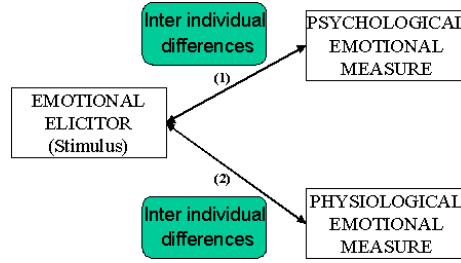 Inter individual
differences
PSYCHOLOGICAL
EMOTIONAL
MEASURE
(1)
EMOTIONAL
ELICITOR
(Stimulus)
(2)
Inter individual
differences
PHYSIOLOGICAL
EMOTIONAL
MEASURE